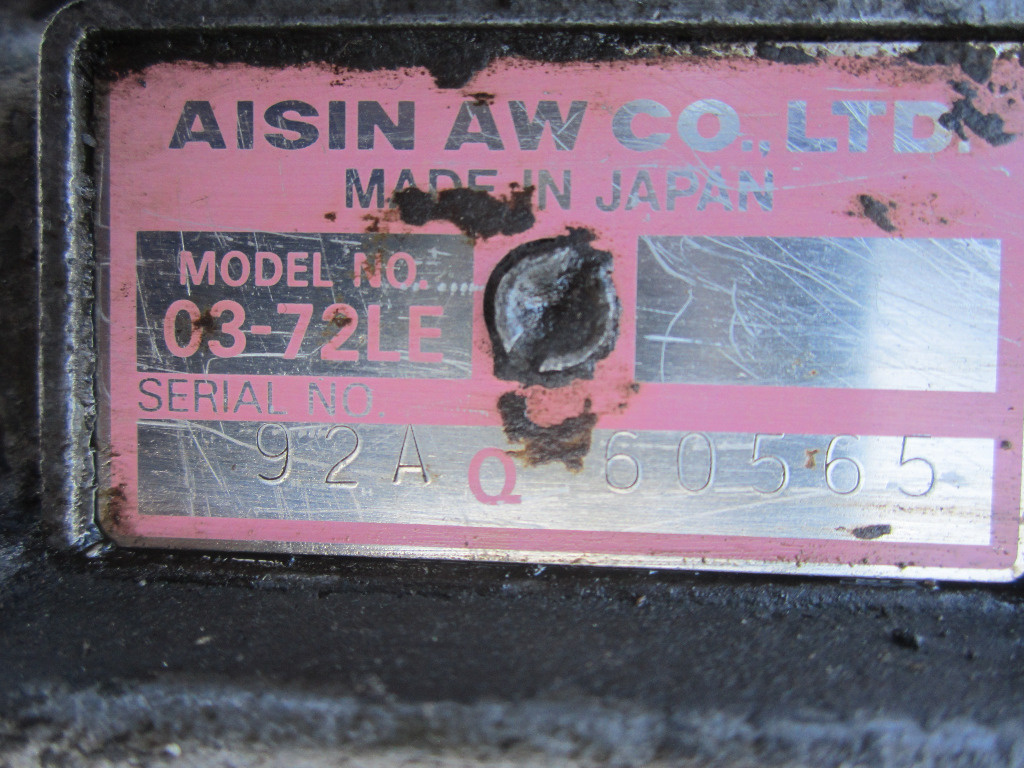 AISIN AW CO., LTD.
MADE IN JAPAN
MODEL NO.
03-72LE
SERIAL NO.
92A Q 60565